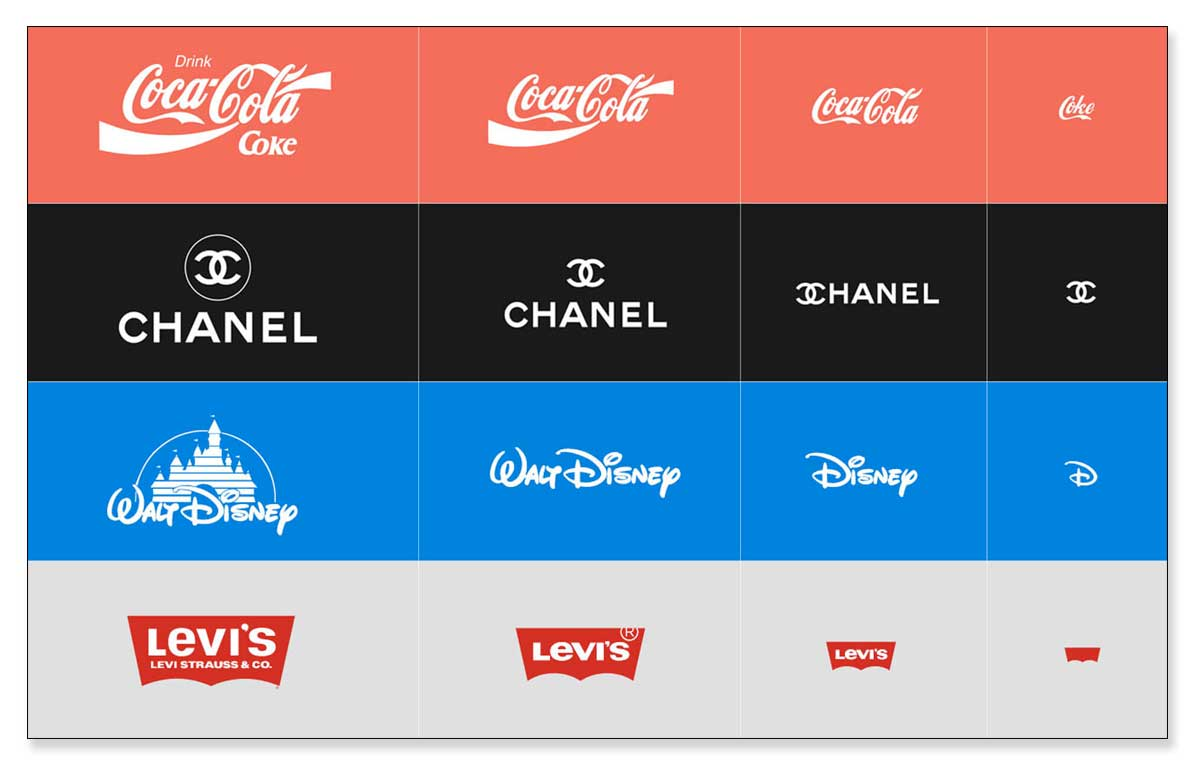 Drink
Coca-Cola
Coke
Coca-Cola
Coca-Cola
Coke
CHANEL
CHANEL
CHANEL
WALT DISNEY
WALT DISNEY
DISNEY
D
LEVI'S
LEVI STRAUSS & CO.
LEVI'S ®
LEVI'S